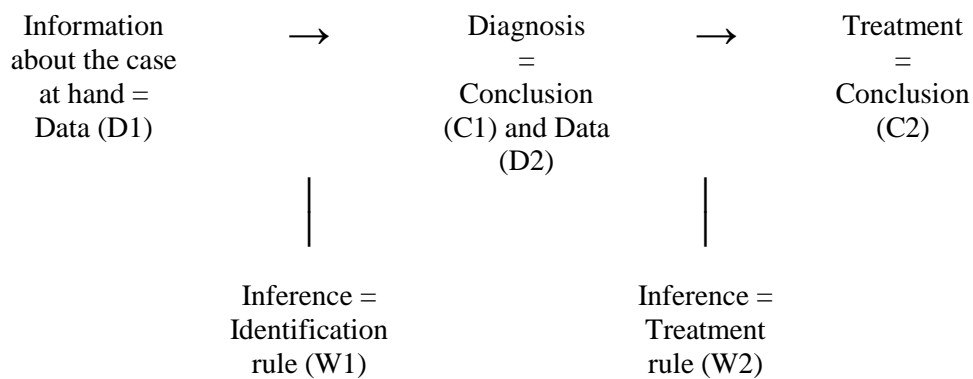 Information
about the case
at hand =
Data (D1)
→
Diagnosis
=
Conclusion
(C1) and Data
(D2)
→
Treatment
=
Conclusion
(C2)
Inference =
Identification
rule (W1)
Inference =
Treatment
rule (W2)